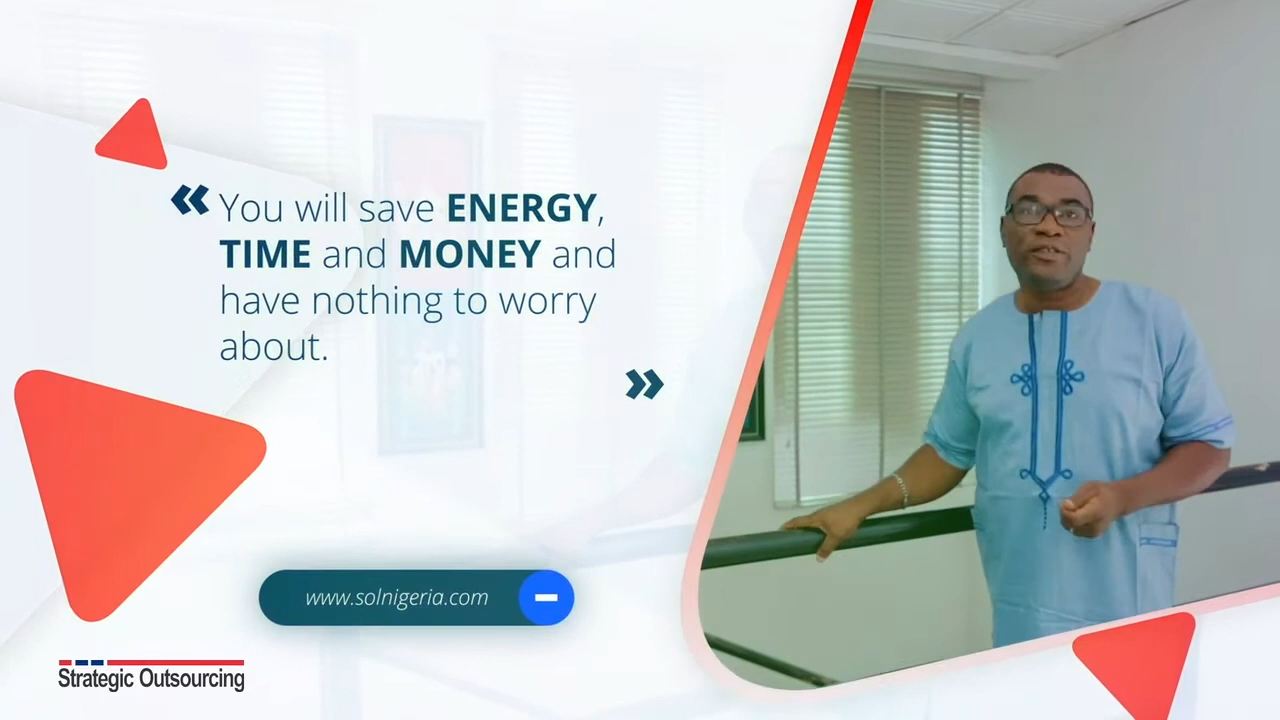 « You will save ENERGY,
TIME and MONEY and
have nothing to worry
about.
»
www.solnigeria.com
Strategic Outsourcing